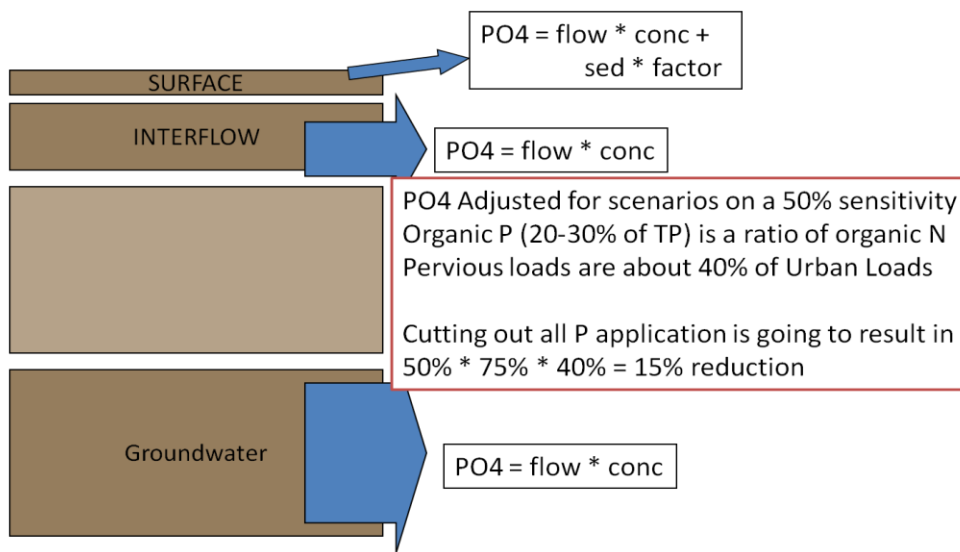 PO4 = flow * conc +
sed * factor
SURFACE
INTERFLOW
PO4 = flow * conc
PO4 Adjusted for scenarios on a 50% sensitivity
Organic P (20-30% of TP) is a ratio of organic N
Pervious loads are about 40% of Urban Loads
Cutting out all P application is going to result in
50% * 75% * 40% = 15% reduction
Groundwater
PO4 = flow * conc